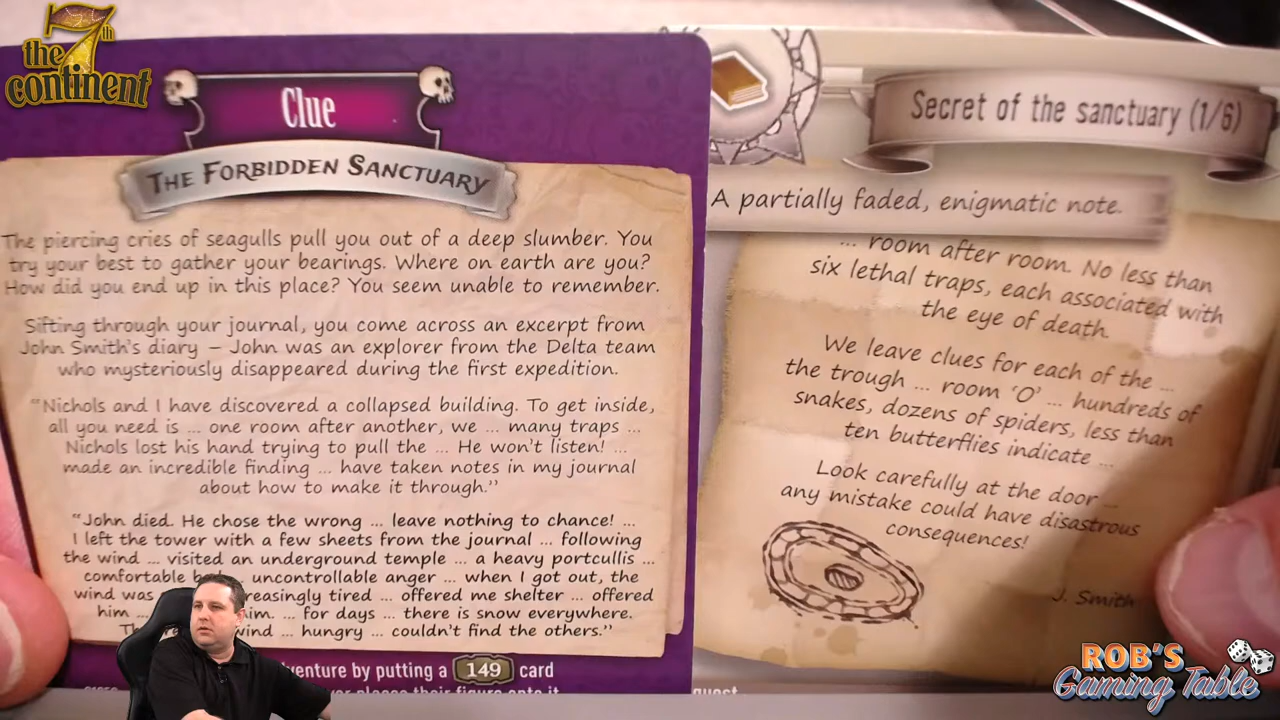 the 7th continent
Clue
THE FORBIDDEN SANCTUARY
The piercing cries of seagulls pull you out of a deep slumber. You
try your best to gather your bearings. Where on earth are you?
How did you end up in this place? You seem unable to remember.
Sifting through your journal, you come across an excerpt from
John Smith's diary – John was an explorer from the Delta team
who mysteriously disappeared during the first expedition.
"Nichols and I have discovered a collapsed building. To get inside,
all you need is ... one room after another, we ... many traps ...
Nichols lost his hand trying to pull the ... He won't listen! ...
made an incredible finding ... have taken notes in my journal
about how to make it through."
"John died. He chose the wrong ... leave nothing to chance! ...
I left the tower with a few sheets from the journal ... following
the wind ... visited an underground temple ... a heavy portcullis ...
comfortable ... uncontrollable anger ... when I got out, the
wind was tired ... offered me shelter ... offered
him ... him. ... for days ... there is snow everywhere.
wind ... hungry ... couldn't find the others."
by putting a 149 card
their figure onto it
Secret of the sanctuary (1/6)
A partially faded, enigmatic note.
... room after room. No less than
six lethal traps, each associated with
the eye of death.
We leave clues for each of the ...
the trough ... room 'O' ... hundreds of
snakes, dozens of spiders, less than
ten butterflies indicate ...
Look carefully at the door ...
any mistake could have disastrous
consequences!
J. Smith
quest
ROB'S
Gaming Table